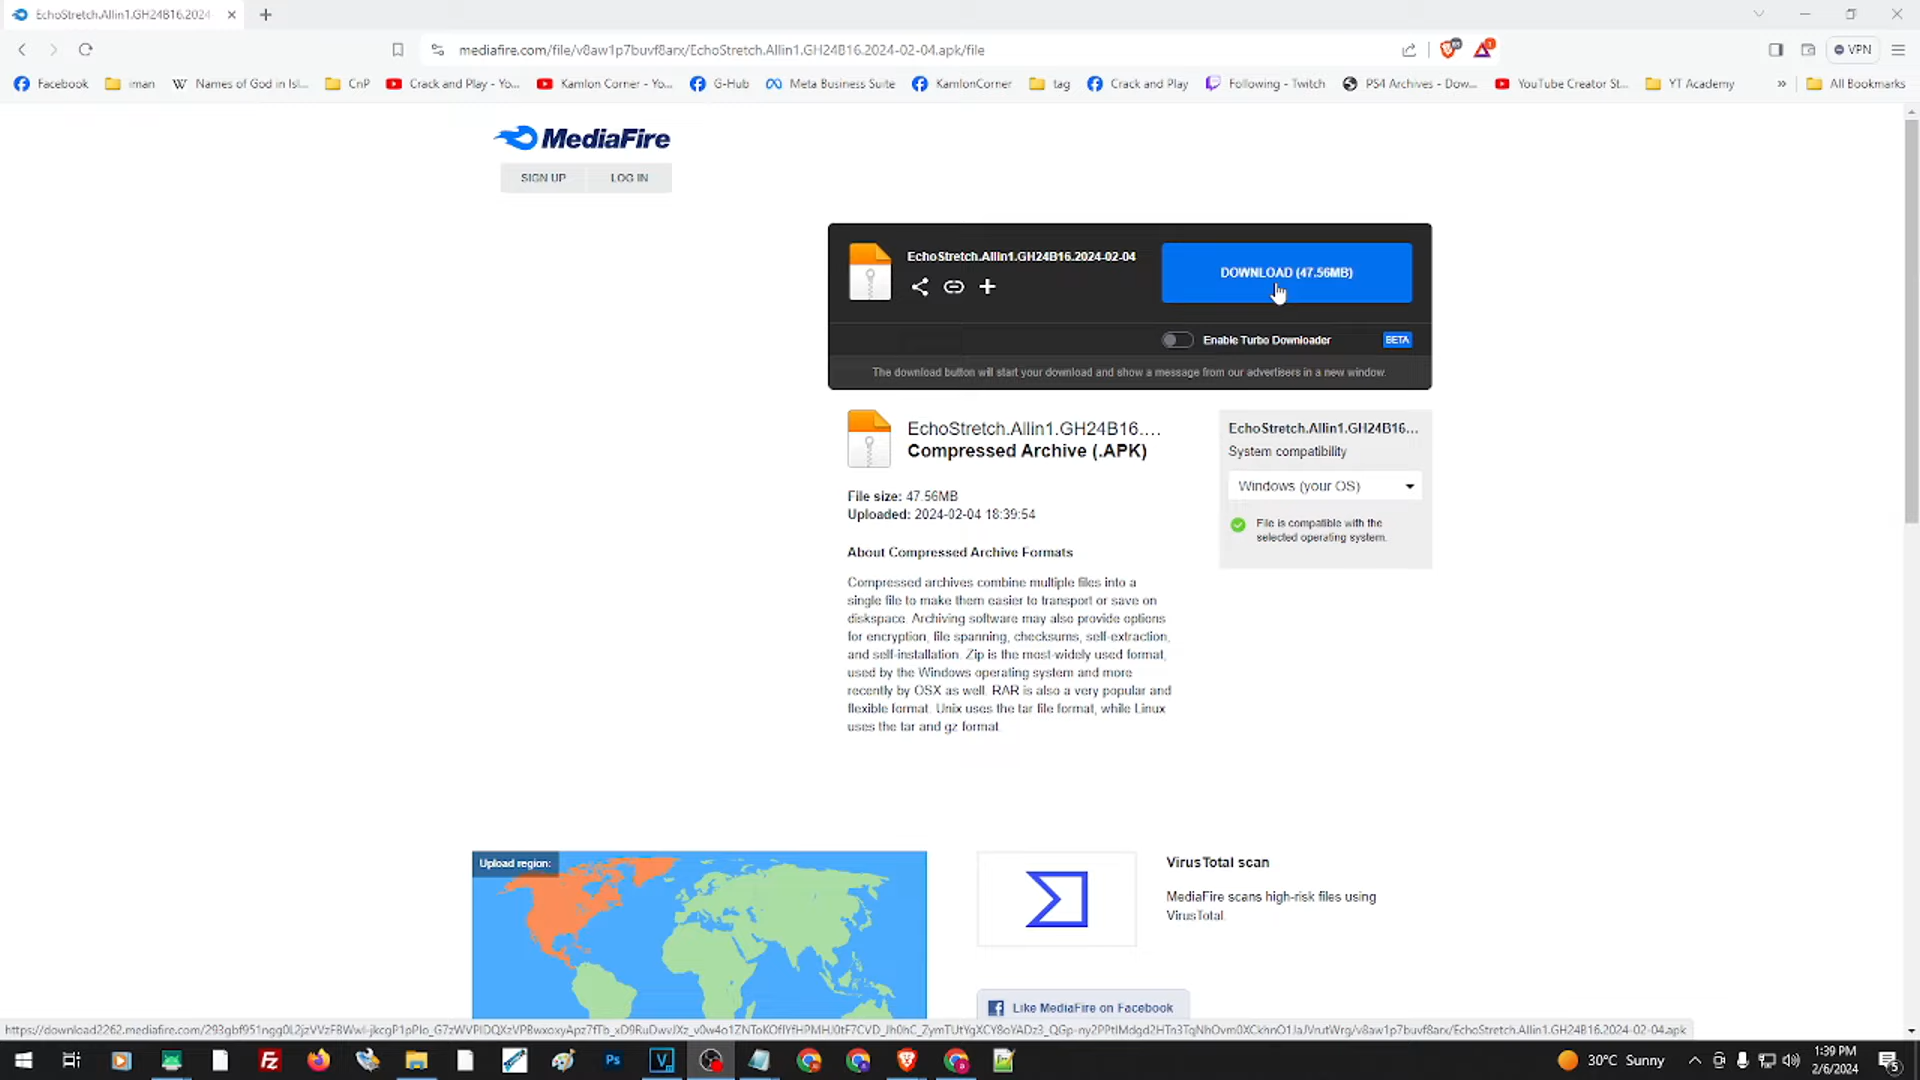 EchoStretch.Allin1.GH24B16.2024
mediafire.com/file/v8aw1p7buvf8arx/EchoStretch.Allin1.GH24B16.2024-02-04.apk/file
VPN
Facebook
iman
Names of God in Isl...
CnP
Crack and Play - Yo...
Kamlon Corner - Yo...
G-Hub
Meta Business Suite
KamlonCorner
tag
Crack and Play
Following - Twitch
PS4 Archives - Dow...
YouTube Creator St...
YT Academy
»
All Bookmarks
MediaFire
SIGN UP
LOG IN
EchoStretch.Allin1.GH24B16.2024-02-04
DOWNLOAD (47.56MB)
Enable Turbo Downloader
BETA
The download button will start your download and show a message from our advertisers in a new window.
EchoStretch.Allin1.GH24B16....
Compressed Archive (.APK)
File size: 47.56MB
Uploaded: 2024-02-04 18:39:54
EchoStretch.Allin1.GH24B16...
System compatibility
Windows (your OS)
File is compatible with the
selected operating system.
About Compressed Archive Formats
Compressed archives combine multiple files into a
single file to make them easier to transport or save on
diskspace. Archiving software may also provide options
for encryption, file spanning, checksums, self-extraction,
and self-installation. Zip is the most-widely used format,
used by the Windows operating system and more
recently by OSX as well. RAR is also a very popular and
flexible format. Unix uses the tar file format, while Linux
uses the tar and gz format.
Upload region:
VirusTotal scan
MediaFire scans high-risk files using
VirusTotal.
Like MediaFire on Facebook
Ps
30°C Sunny
1:39 PM
2/6/2024
5